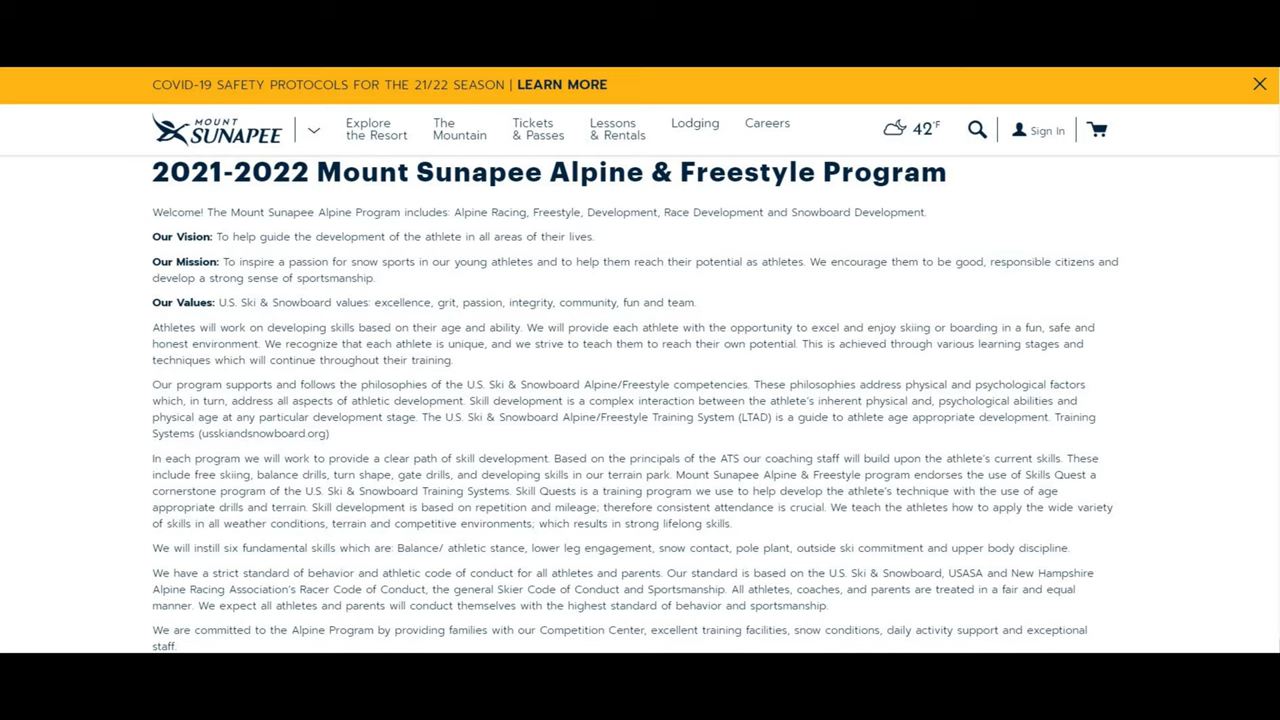 COVID-19 SAFETY PROTOCOLS FOR THE 21/22 SEASON | LEARN MORE
MOUNT
SUNAPEE
Explore
the Resort
The
Mountain
Tickets
& Passes
Lessons
& Rentals
Lodging
Careers
42°F
Sign In
2021-2022 Mount Sunapee Alpine & Freestyle Program
Welcome! The Mount Sunapee Alpine Program includes: Alpine Racing, Freestyle, Development, Race Development and Snowboard Development.
Our Vision: To help guide the development of the athlete in all areas of their lives.
Our Mission: To inspire a passion for snow sports in our young athletes and to help them reach their potential as athletes. We encourage them to be good, responsible citizens and
develop a strong sense of sportsmanship.
Our Values: U.S. Ski & Snowboard values: excellence, grit, passion, integrity, community, fun and team.
Athletes will work on developing skills based on their age and ability. We will provide each athlete with the opportunity to excel and enjoy skiing or boarding in a fun, safe and
honest environment. We recognize that each athlete is unique, and we strive to teach them to reach their own potential. This is achieved through various learning stages and
techniques which will continue throughout their training.
Our program supports and follows the philosophies of the U.S. Ski & Snowboard Alpine/Freestyle competencies. These philosophies address physical and psychological factors
which, in turn, address all aspects of athletic development. Skill development is a complex interaction between the athlete's inherent physical and, psychological abilities and
physical age at any particular development stage. The U.S. Ski & Snowboard Alpine/Freestyle Training System (LTAD) is a guide to athlete age appropriate development. Training
Systems (usskiandsnowboard.org)
In each program we will work to provide a clear path of skill development. Based on the principals of the ATS our coaching staff will build upon the athlete's current skills. These
include free skiing, balance drills, turn shape, gate drills, and developing skills in our terrain park. Mount Sunapee Alpine & Freestyle program endorses the use of Skills Quest a
cornerstone program of the U.S. Ski & Snowboard Training Systems. Skill Quests is a training program we use to help develop the athlete's technique with the use of age
appropriate drills and terrain. Skill development is based on repetition and mileage; therefore consistent attendance is crucial. We teach the athletes how to apply the wide variety
of skills in all weather conditions, terrain and competitive environments; which results in strong lifelong skills.
We will instill six fundamental skills which are: Balance/ athletic stance, lower leg engagement, snow contact, pole plant, outside ski commitment and upper body discipline.
We have a strict standard of behavior and athletic code of conduct for all athletes and parents. Our standard is based on the U.S. Ski & Snowboard, USASA and New Hampshire
Alpine Racing Association's Racer Code of Conduct, the general Skier Code of Conduct and Sportsmanship. All athletes, coaches, and parents are treated in a fair and equal
manner. We expect all athletes and parents will conduct themselves with the highest standard of behavior and sportsmanship.
We are committed to the Alpine Program by providing families with our Competition Center, excellent training facilities, snow conditions, daily activity support and exceptional
staff.